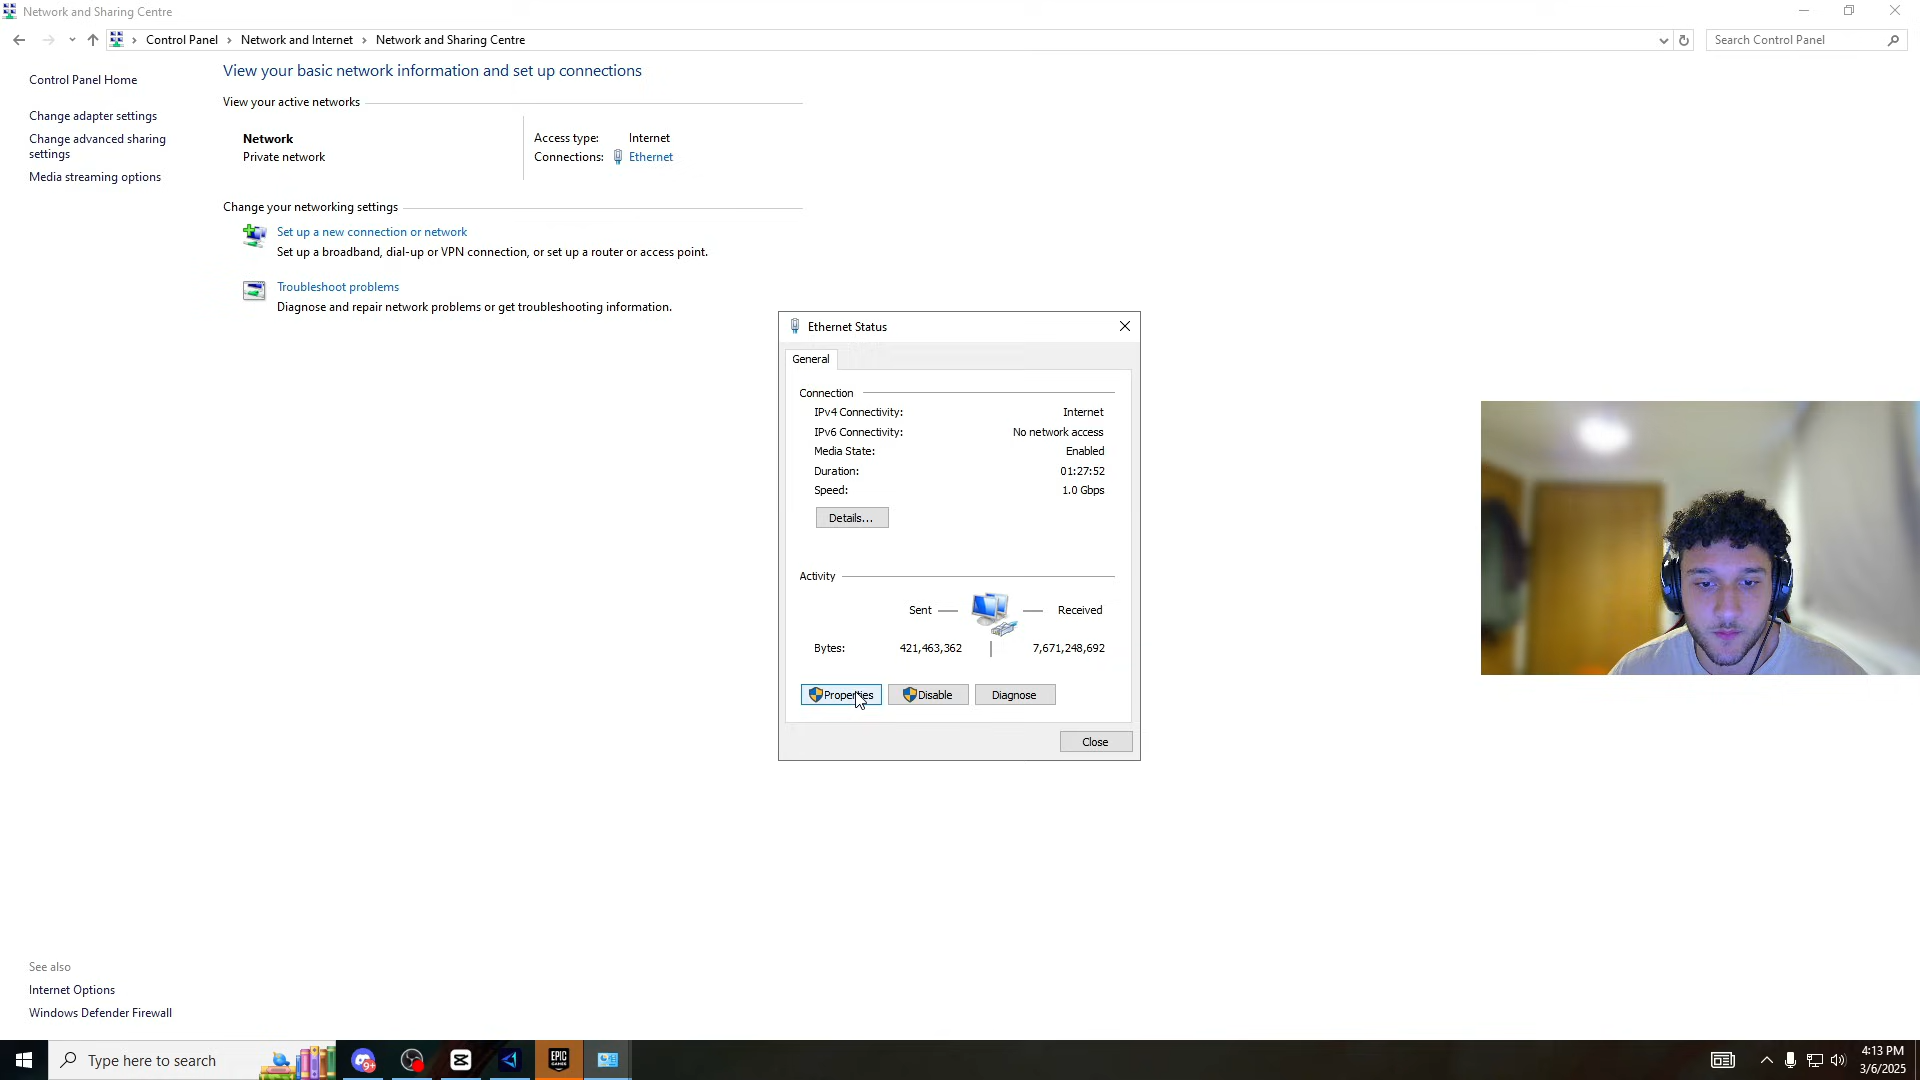 Network and Sharing Centre
Control Panel > Network and Internet > Network and Sharing Centre
Search Control Panel
Control Panel Home
Change adapter settings
Change advanced sharing
settings
Media streaming options
View your basic network information and set up connections
View your active networks
Network
Private network
Access type: Internet
Connections: Ethernet
Change your networking settings
Set up a new connection or network
Set up a broadband, dial-up or VPN connection, or set up a router or access point.
Troubleshoot problems
Diagnose and repair network problems or get troubleshooting information.
Ethernet Status
General
Connection
IPv4 Connectivity: Internet
IPv6 Connectivity: No network access
Media State: Enabled
Duration: 01:27:52
Speed: 1.0 Gbps
Details...
Activity
Sent — Received
Bytes: 421,463,362 | 7,671,248,692
Properties Disable Diagnose
Close
See also
Internet Options
Windows Defender Firewall
Type here to search
9+
EPIC
GAMES
4:13 PM
3/6/2025